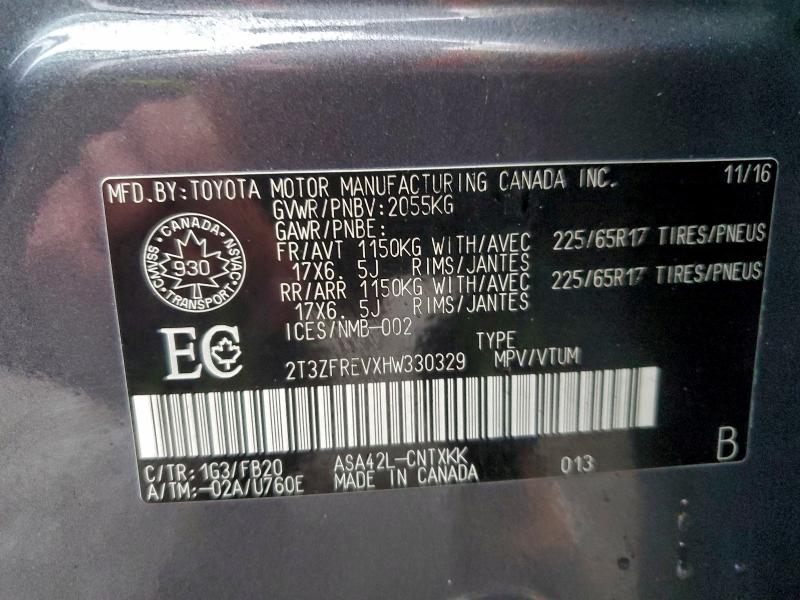 MFD.BY:TOYOTA MOTOR MANUFACTURING CANADA INC. 11/16
GVWR/PNBV:2055KG
GAWR/PNBE:
FR/AVT 1150KG WITH/AVEC 225/65R17 TIRES/PNEUS
17X6. 5J RIMS/JANTES
RR/ARR 1150KG WITH/AVEC 225/65R17 TIRES/PNEUS
17X6. 5J RIMS/JANTES
ICES/NMB-002
CANADA
CMVSS 930 NSVAC
TRANSPORT
EC
TYPE
2T3ZFREVXHW330329 MPV/VTUM
C/TR: 1G3/FB20 ASA42L-CNTXKK 013 B
A/TM:-02A/U760E MADE IN CANADA